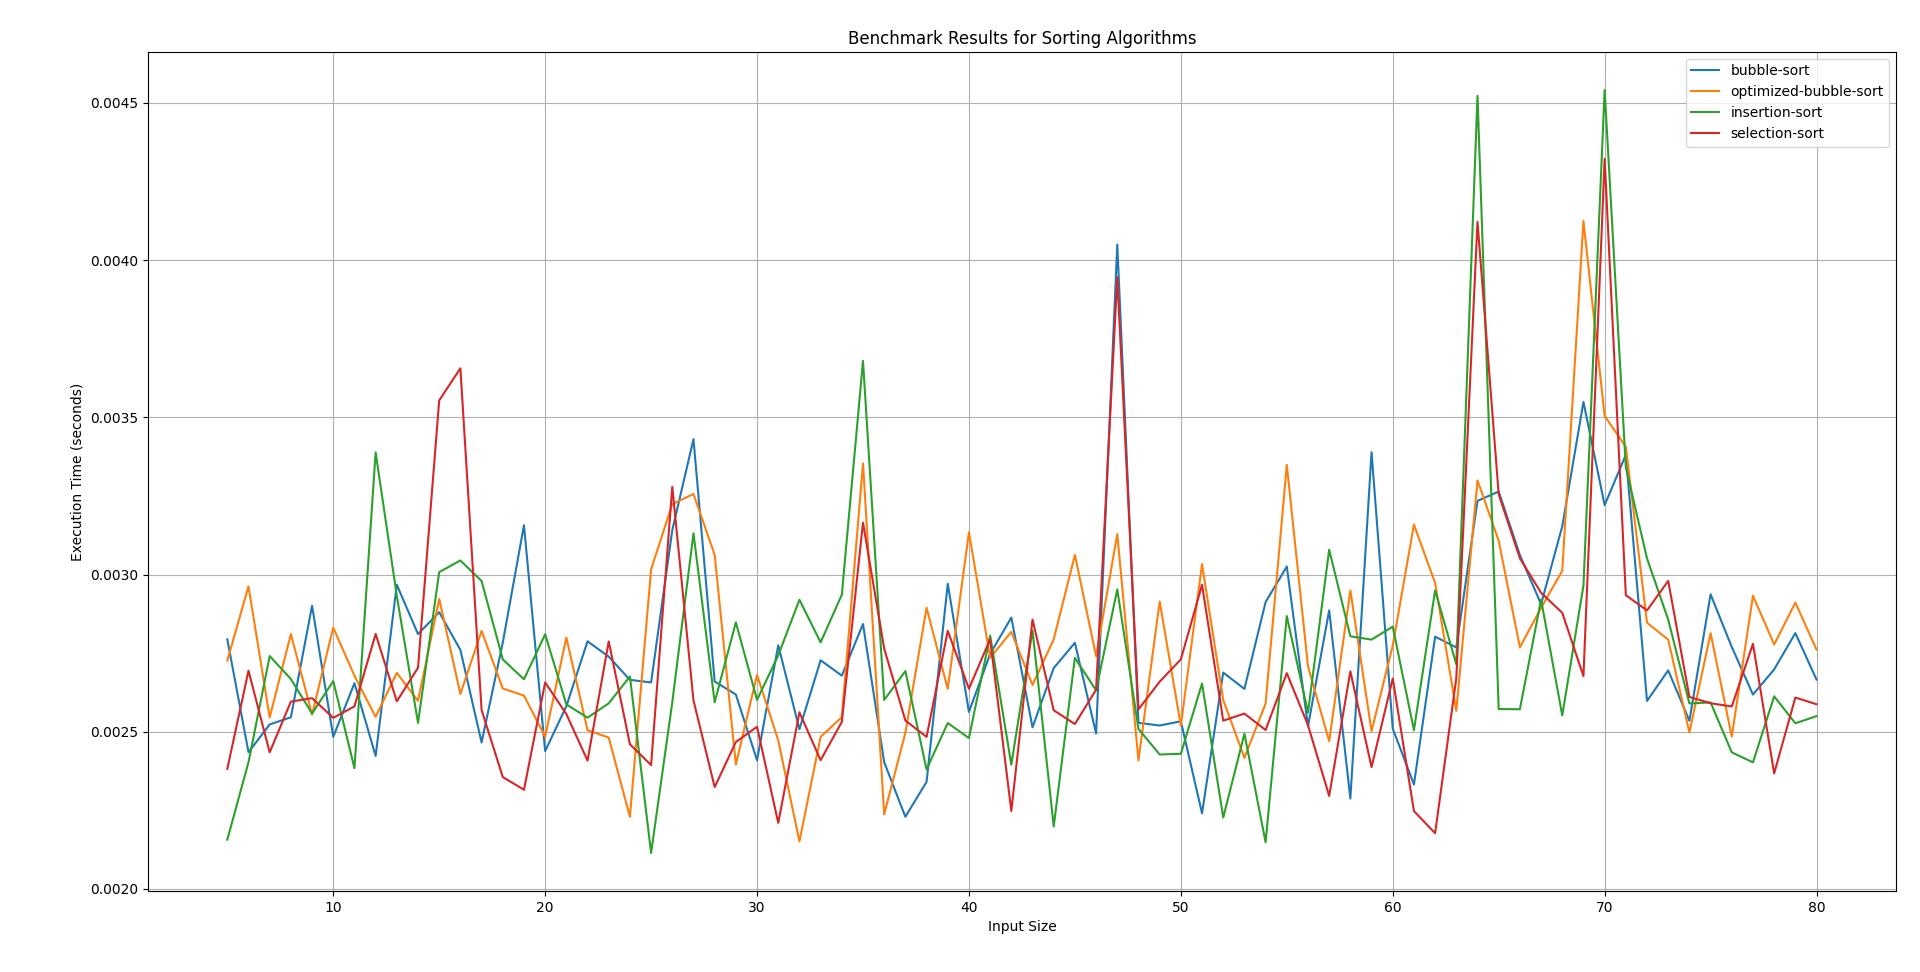 Benchmark Results for Sorting Algorithms
bubble-sort
optimized-bubble-sort
insertion-sort
selection-sort
Execution Time (seconds)
0.0045
0.0040
0.0035
0.0030
0.0025
0.0020
10 20 30 40 50 60 70 80
Input Size